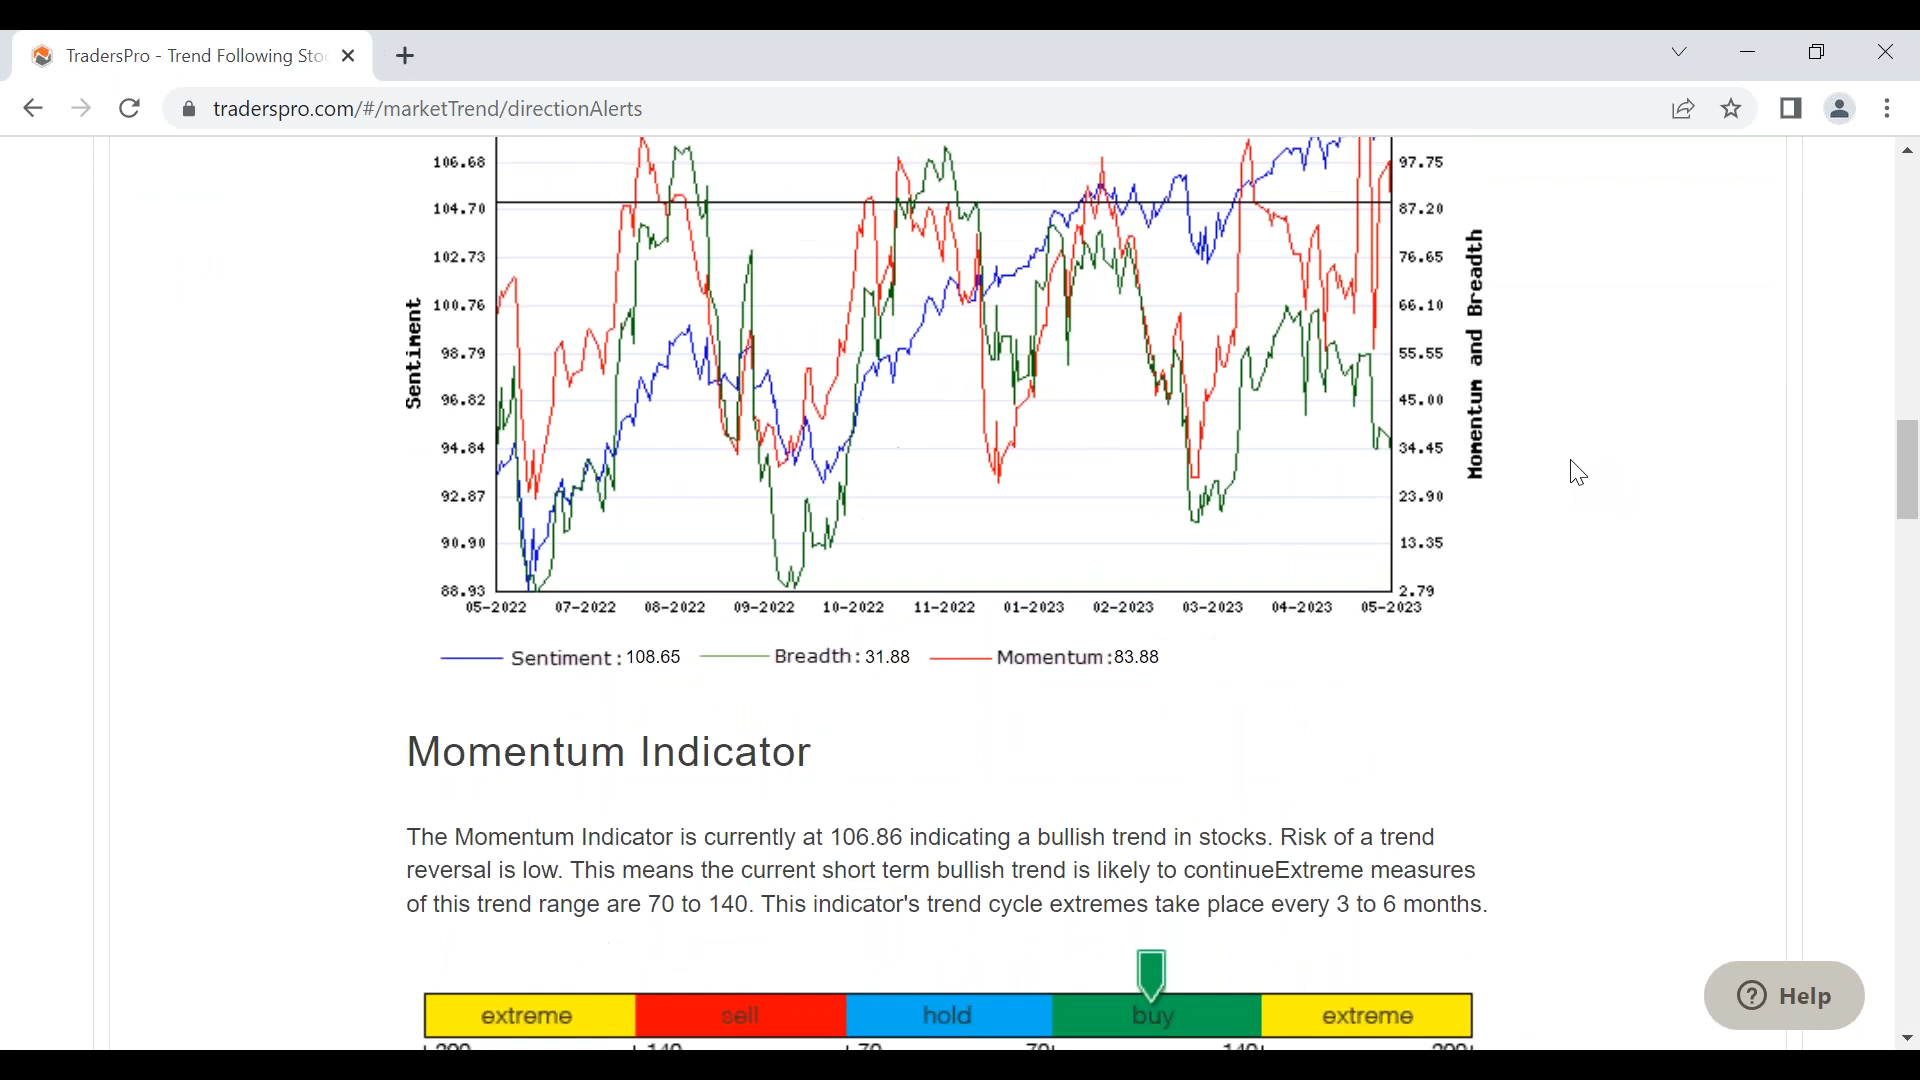 TradersPro - Trend Following Sto
traderspro.com/#/marketTrend/directionAlerts
106.68
104.70
102.73
100.76
98.79
96.82
94.84
92.87
90.90
88.93
Sentiment
97.75
87.20
76.65
66.10
55.55
45.00
34.45
23.90
13.35
2.79
Momentum and Breadth
05-2022 07-2022 08-2022 09-2022 10-2022 11-2022 01-2023 02-2023 03-2023 04-2023 05-2023
Sentiment : 108.65 Breadth : 31.88 Momentum :83.88
Momentum Indicator
The Momentum Indicator is currently at 106.86 indicating a bullish trend in stocks. Risk of a trend
reversal is low. This means the current short term bullish trend is likely to continueExtreme measures
of this trend range are 70 to 140. This indicator's trend cycle extremes take place every 3 to 6 months.
extreme sell hold buy extreme
Help